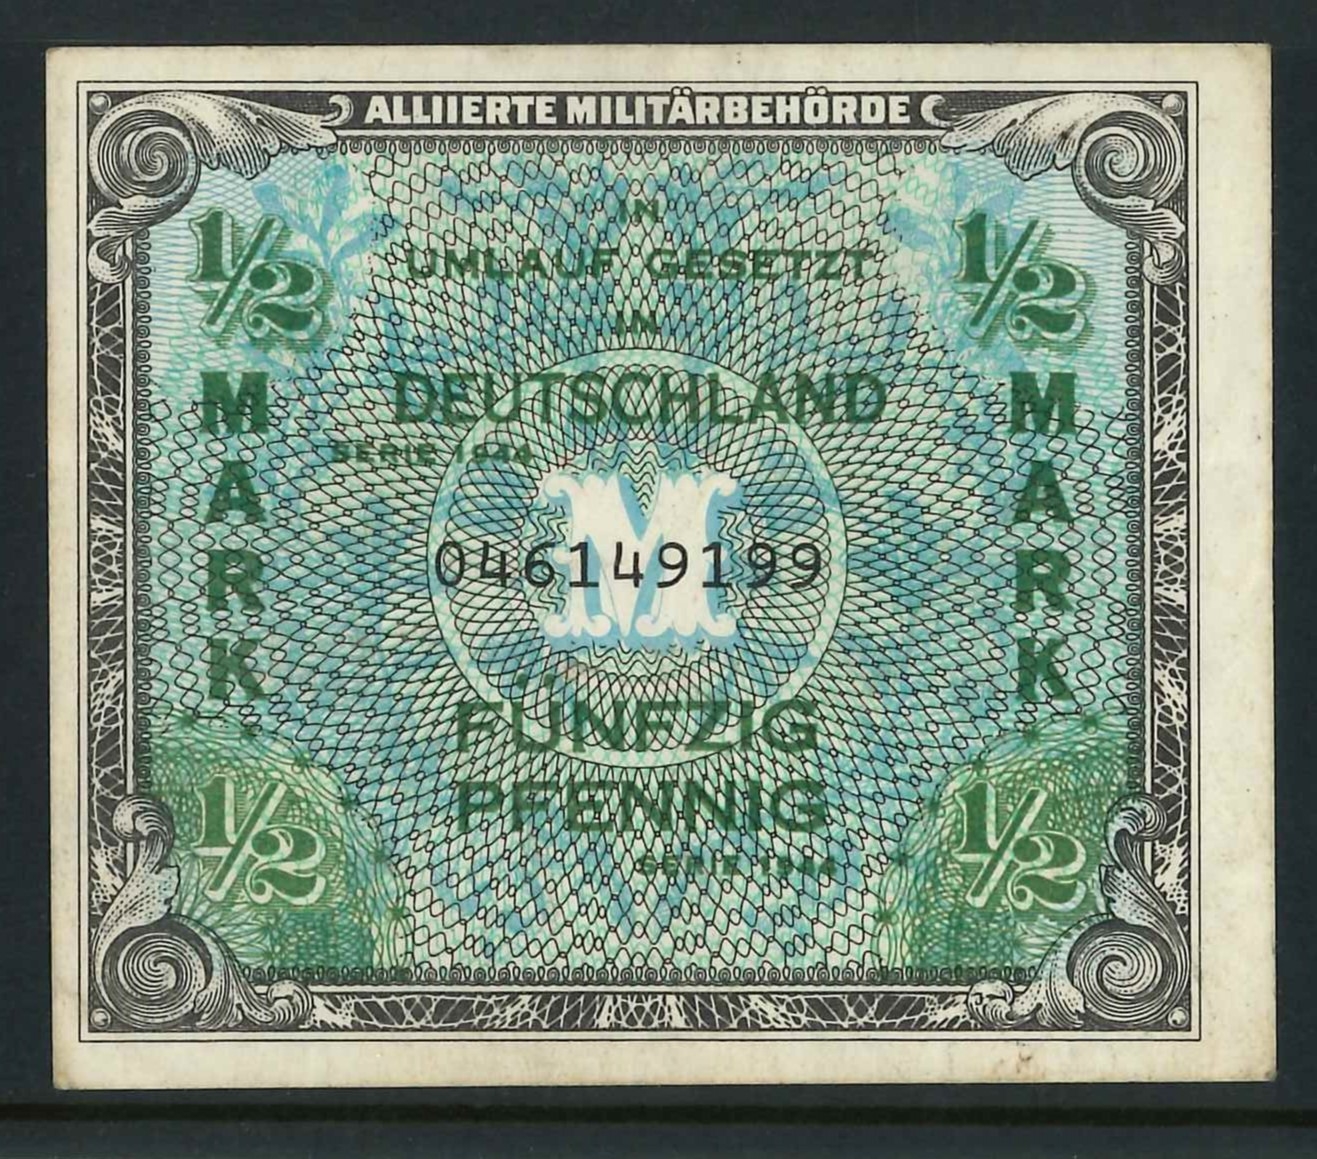 ALLIIERTE MILITÄRBEHÖRDE
IN
UMLAUF GESETZT
IN
DEUTSCHLAND
SERIE 1944
1/2
MARK
1/2
1/2
MARK
1/2
M
046149199
FÜNFZIG
PFENNIG
SERIE 1944